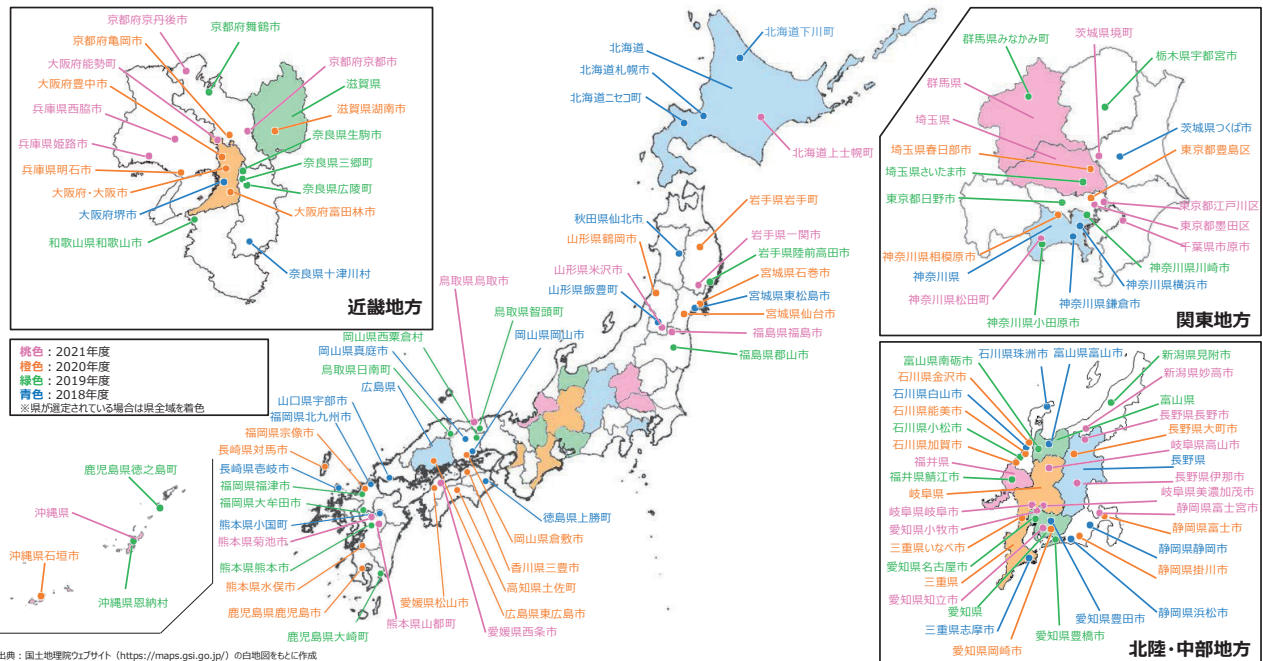 京都府京丹後市
京都府舞鶴市
京都府亀岡市
大阪府能勢町
京都府京都市
大阪府豊中市
滋賀県
兵庫県西脇市
滋賀県湖南市
奈良県生駒市
兵庫県姫路市
奈良県三郷町
兵庫県明石市
奈良県広陵町
大阪府・大阪市
大阪府富田林市
大阪府堺市
和歌山県和歌山市
奈良県十津川村
近畿地方
桃色：2021年度
橙色：2020年度
緑色：2019年度
青色：2018年度
※県が選定されている場合は県全域を着色
北海道下川町
北海道
北海道札幌市
北海道ニセコ町
北海道上士幌町
秋田県仙北市
岩手県岩手町
山形県鶴岡市
岩手県一関市
岩手県陸前高田市
山形県米沢市
宮城県石巻市
山形県飯豊町
宮城県東松島市
宮城県仙台市
福島県福島市
福島県郡山市
鳥取県鳥取市
鳥取県智頭町
岡山県西粟倉村
岡山県岡山市
岡山県真庭市
鳥取県日南町
広島県
山口県宇部市
福岡県北九州市
福岡県宗像市
長崎県対馬市
長崎県壱岐市
福岡県福津市
福岡県大牟田市
熊本県小国町
熊本県菊池市
熊本県熊本市
熊本県水俣市
鹿児島県鹿児島市
鹿児島県大崎町
熊本県山都町
愛媛県松山市
愛媛県西条市
広島県東広島市
高知県土佐町
香川県三豊市
岡山県倉敷市
徳島県上勝町
鹿児島県徳之島町
沖縄県
沖縄県石垣市
沖縄県恩納村
茨城県境町
群馬県みなかみ町
栃木県宇都宮市
群馬県
埼玉県
茨城県つくば市
埼玉県春日部市
東京都豊島区
埼玉県さいたま市
東京都日野市
東京都江戸川区
東京都墨田区
千葉県市原市
神奈川県相模原市
神奈川県川崎市
神奈川県
神奈川県横浜市
神奈川県松田町
神奈川県鎌倉市
神奈川県小田原市
関東地方
石川県珠洲市
富山県富山市
新潟県見附市
富山県南砺市
新潟県妙高市
石川県金沢市
富山県
石川県白山市
長野県長野市
石川県能美市
長野県大町市
石川県小松市
岐阜県高山市
石川県加賀市
長野県
福井県
長野県伊那市
福井県鯖江市
岐阜県美濃加茂市
岐阜県
静岡県富士宮市
岐阜県岐阜市
静岡県富士市
愛知県小牧市
三重県いなべ市
静岡県静岡市
愛知県名古屋市
静岡県掛川市
三重県
愛知県知立市
愛知県
愛知県豊田市
静岡県浜松市
三重県志摩市
愛知県豊橋市
愛知県岡崎市
北陸・中部地方
出典：国土地理院ウェブサイト（https://maps.gsi.go.jp/）の白地図をもとに作成